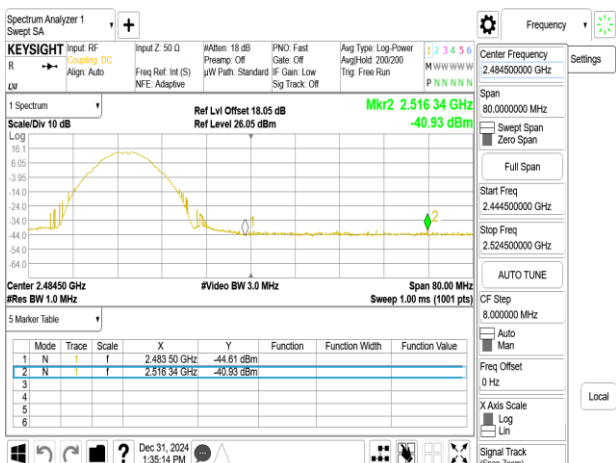 Spectrum Analyzer 1
Swept SA
Frequency
KEYSIGHT Input: RF
R
Coupling: DC
Align: Auto
Input Z: 50 Ω
Freq Ref: Int (S)
NFE: Adaptive
#Atten: 18 dB
Preamp: Off
µW Path: Standard
PNO: Fast
Gate: Off
IF Gain: Low
Sig Track: Off
Avg Type: Log-Power
Avg|Hold: 200/200
Trig: Free Run
1 2 3 4 5 6
M W W W W W
P N N N N N
Center Frequency
2.484500000 GHz
Settings
Span
80.0000000 MHz
Swept Span
Zero Span
Full Span
Start Freq
2.444500000 GHz
Stop Freq
2.524500000 GHz
AUTO TUNE
CF Step
8.000000 MHz
Auto
Man
Freq Offset
0 Hz
X Axis Scale
Log
Lin
Local
Signal Track
(Span Zoom)
1 Spectrum
Scale/Div 10 dB
Ref Lvl Offset 18.05 dB
Ref Level 26.05 dBm
Mkr2 2.516 34 GHz
-40.93 dBm
Log
16.1
6.05
-3.95
-14.0
-24.0
-34.0
-44.0
-54.0
-64.0
1
2
Center 2.48450 GHz
#Video BW 3.0 MHz
Span 80.00 MHz
#Res BW 1.0 MHz
Sweep 1.00 ms (1001 pts)
5 Marker Table
Mode Trace Scale X Y Function Function Width Function Value
1 N 1 f 2.483 50 GHz -44.61 dBm
2 N 1 f 2.516 34 GHz -40.93 dBm
3
4
5
6
?
Dec 31, 2024
1:35:14 PM